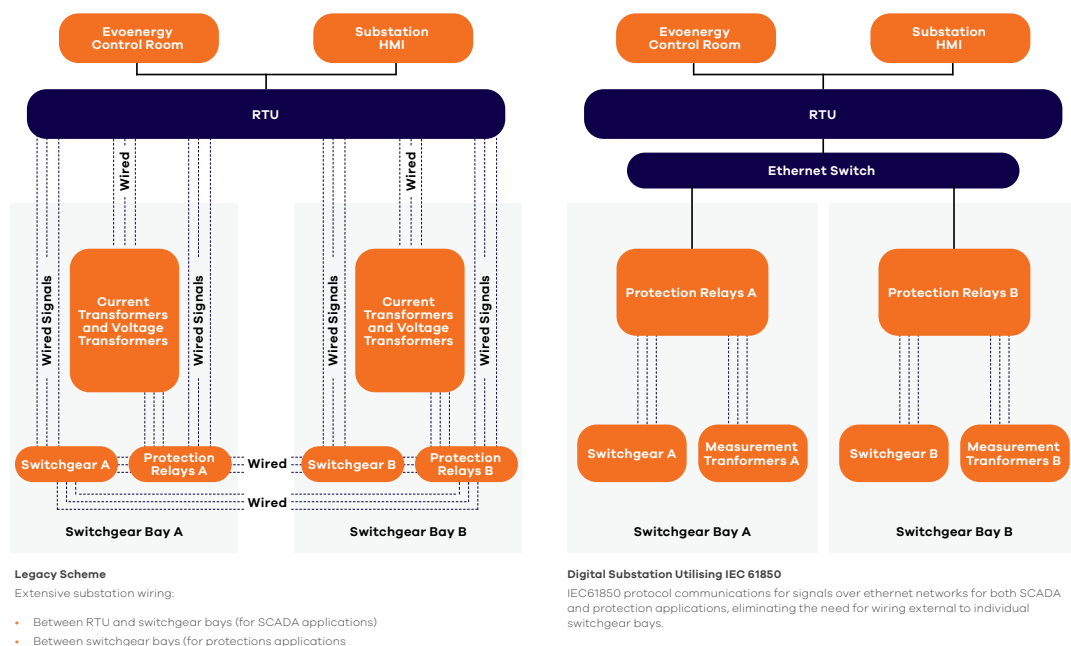 Evoenergy
Control Room
Substation
HMI
RTU
Wired
Wired
Wired Signals
Wired Signals
Wired Signals
Wired Signals
Current
Transformers
and Voltage
Transformers
Current
Transformers
and Voltage
Transformers
Switchgear A
Protection
Relays A
Wired
Switchgear B
Protection
Relays B
Wired
Switchgear Bay A
Switchgear Bay B
Legacy Scheme
Extensive substation wiring:
• Between RTU and switchgear bays (for SCADA applications)
• Between switchgear bays (for protections applications
Evoenergy
Control Room
Substation
HMI
RTU
Ethernet Switch
Protection Relays A
Protection Relays B
Switchgear A
Measurement
Tranformers A
Switchgear B
Measurement
Tranformers B
Switchgear Bay A
Switchgear Bay B
Digital Substation Utilising IEC 61850
IEC61850 protocol communications for signals over ethernet networks for both SCADA
and protection applications, eliminating the need for wiring external to individual
switchgear bays.